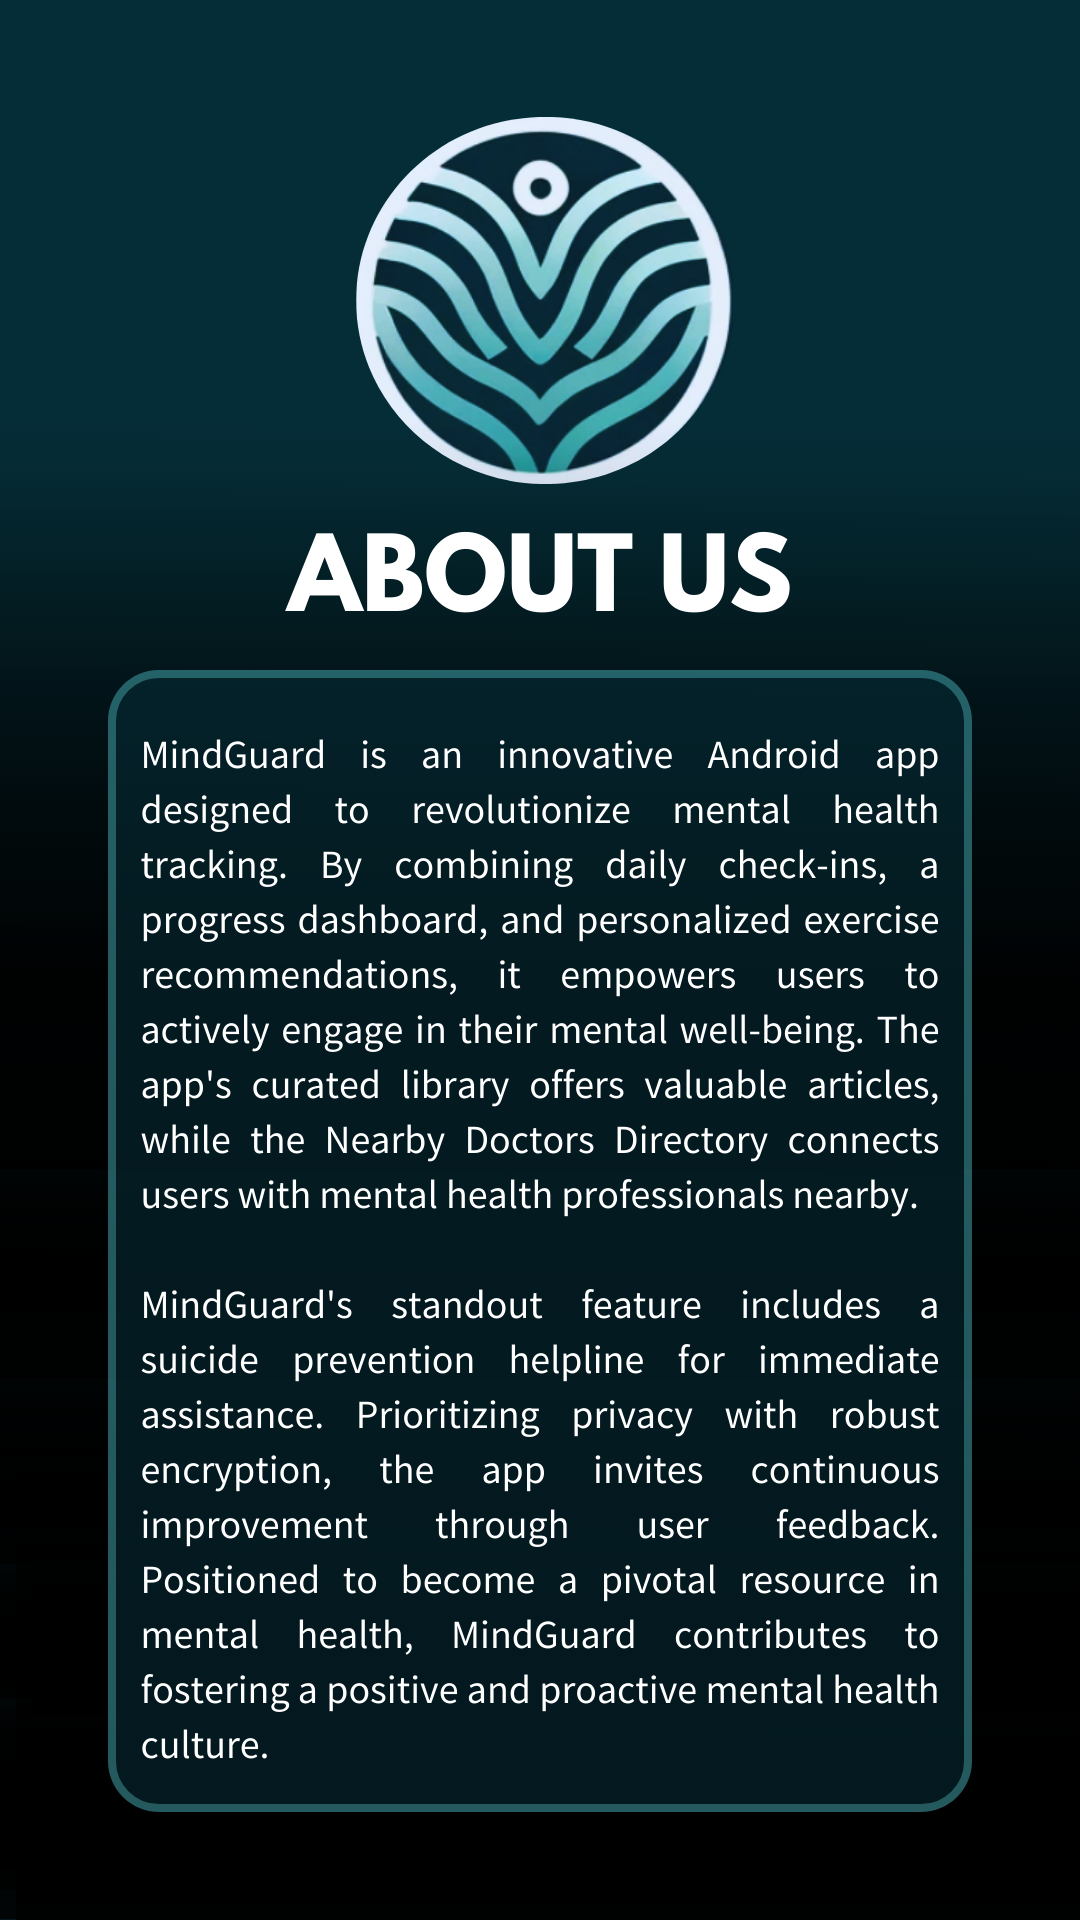 ABOUT US
MindGuard is an innovative Android app
designed to revolutionize mental health
tracking. By combining daily check-ins, a
progress dashboard, and personalized exercise
recommendations, it empowers users to
actively engage in their mental well-being. The
app's curated library offers valuable articles,
while the Nearby Doctors Directory connects
users with mental health professionals nearby.
MindGuard's standout feature includes a
suicide prevention helpline for immediate
assistance. Prioritizing privacy with robust
encryption, the app invites continuous
improvement through user feedback.
Positioned to become a pivotal resource in
mental health, MindGuard contributes to
fostering a positive and proactive mental health
culture.